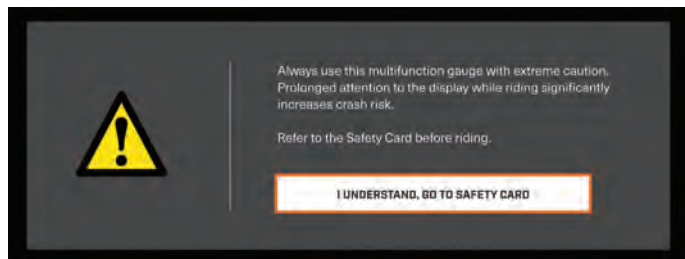 Always use this multifunction gauge with extreme caution.
Prolonged attention to the display while riding significantly
increases crash risk.
Refer to the Safety Card before riding.
I UNDERSTAND, GO TO SAFETY CARD